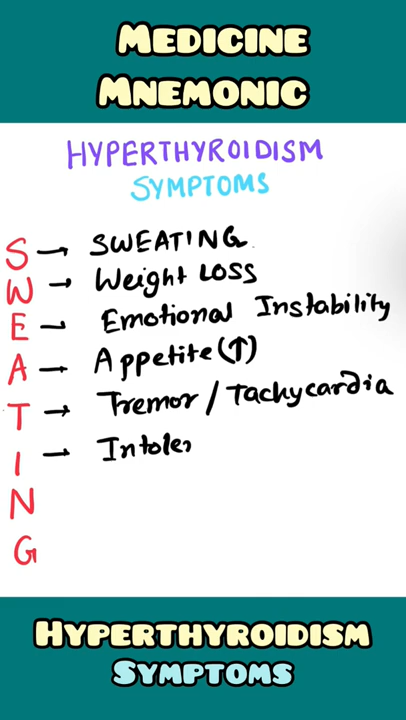 MEDICINE
MNEMONIC
HYPERTHYROIDISM
SYMPTOMS
S → SWEATING
W → Weight LOSS
E – Emotional Instability
A → Appetite (↑)
T → Tremor / Tachycardia
I → Intoler
N
G
HYPERTHYROIDISM
SYMPTOMS